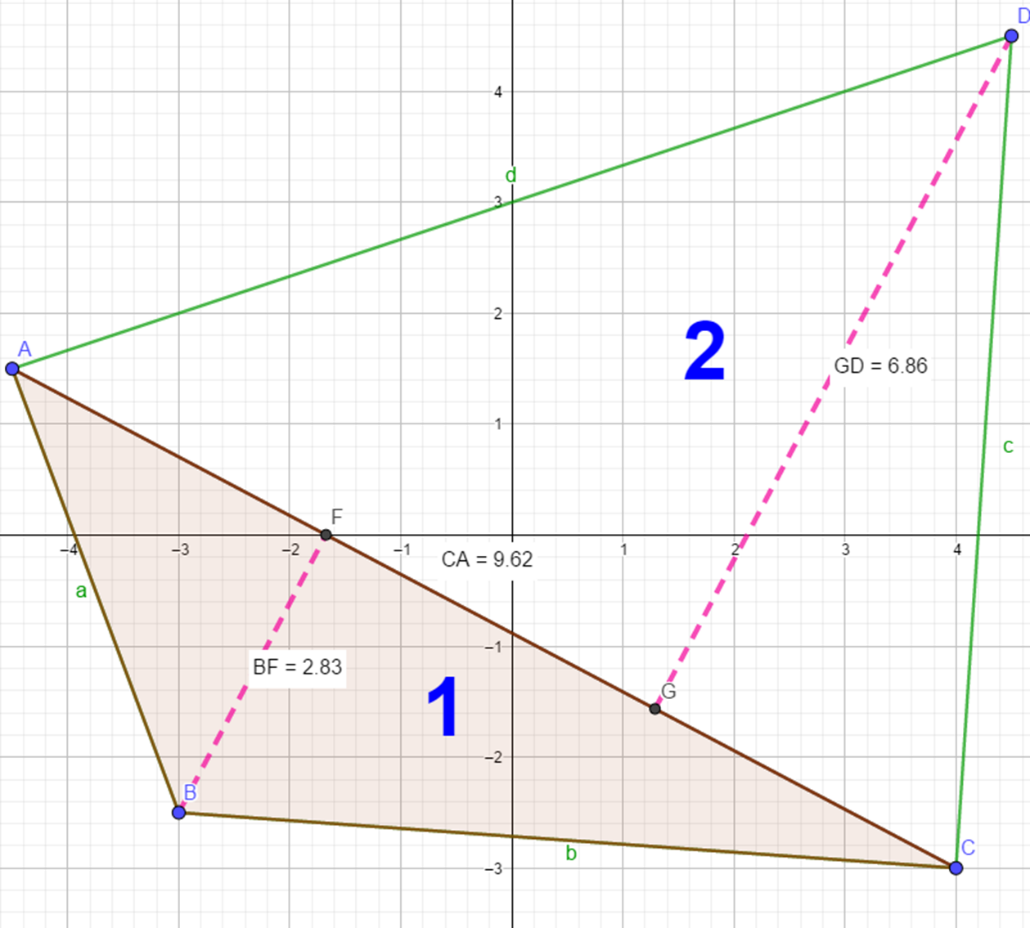 D
4
d
3
2
2
A
GD = 6.86
1
c
F
–4
–3
–2
–1
1
2
3
4
CA = 9.62
a
–1
BF = 2.83
G
1
–2
B
b
C
–3